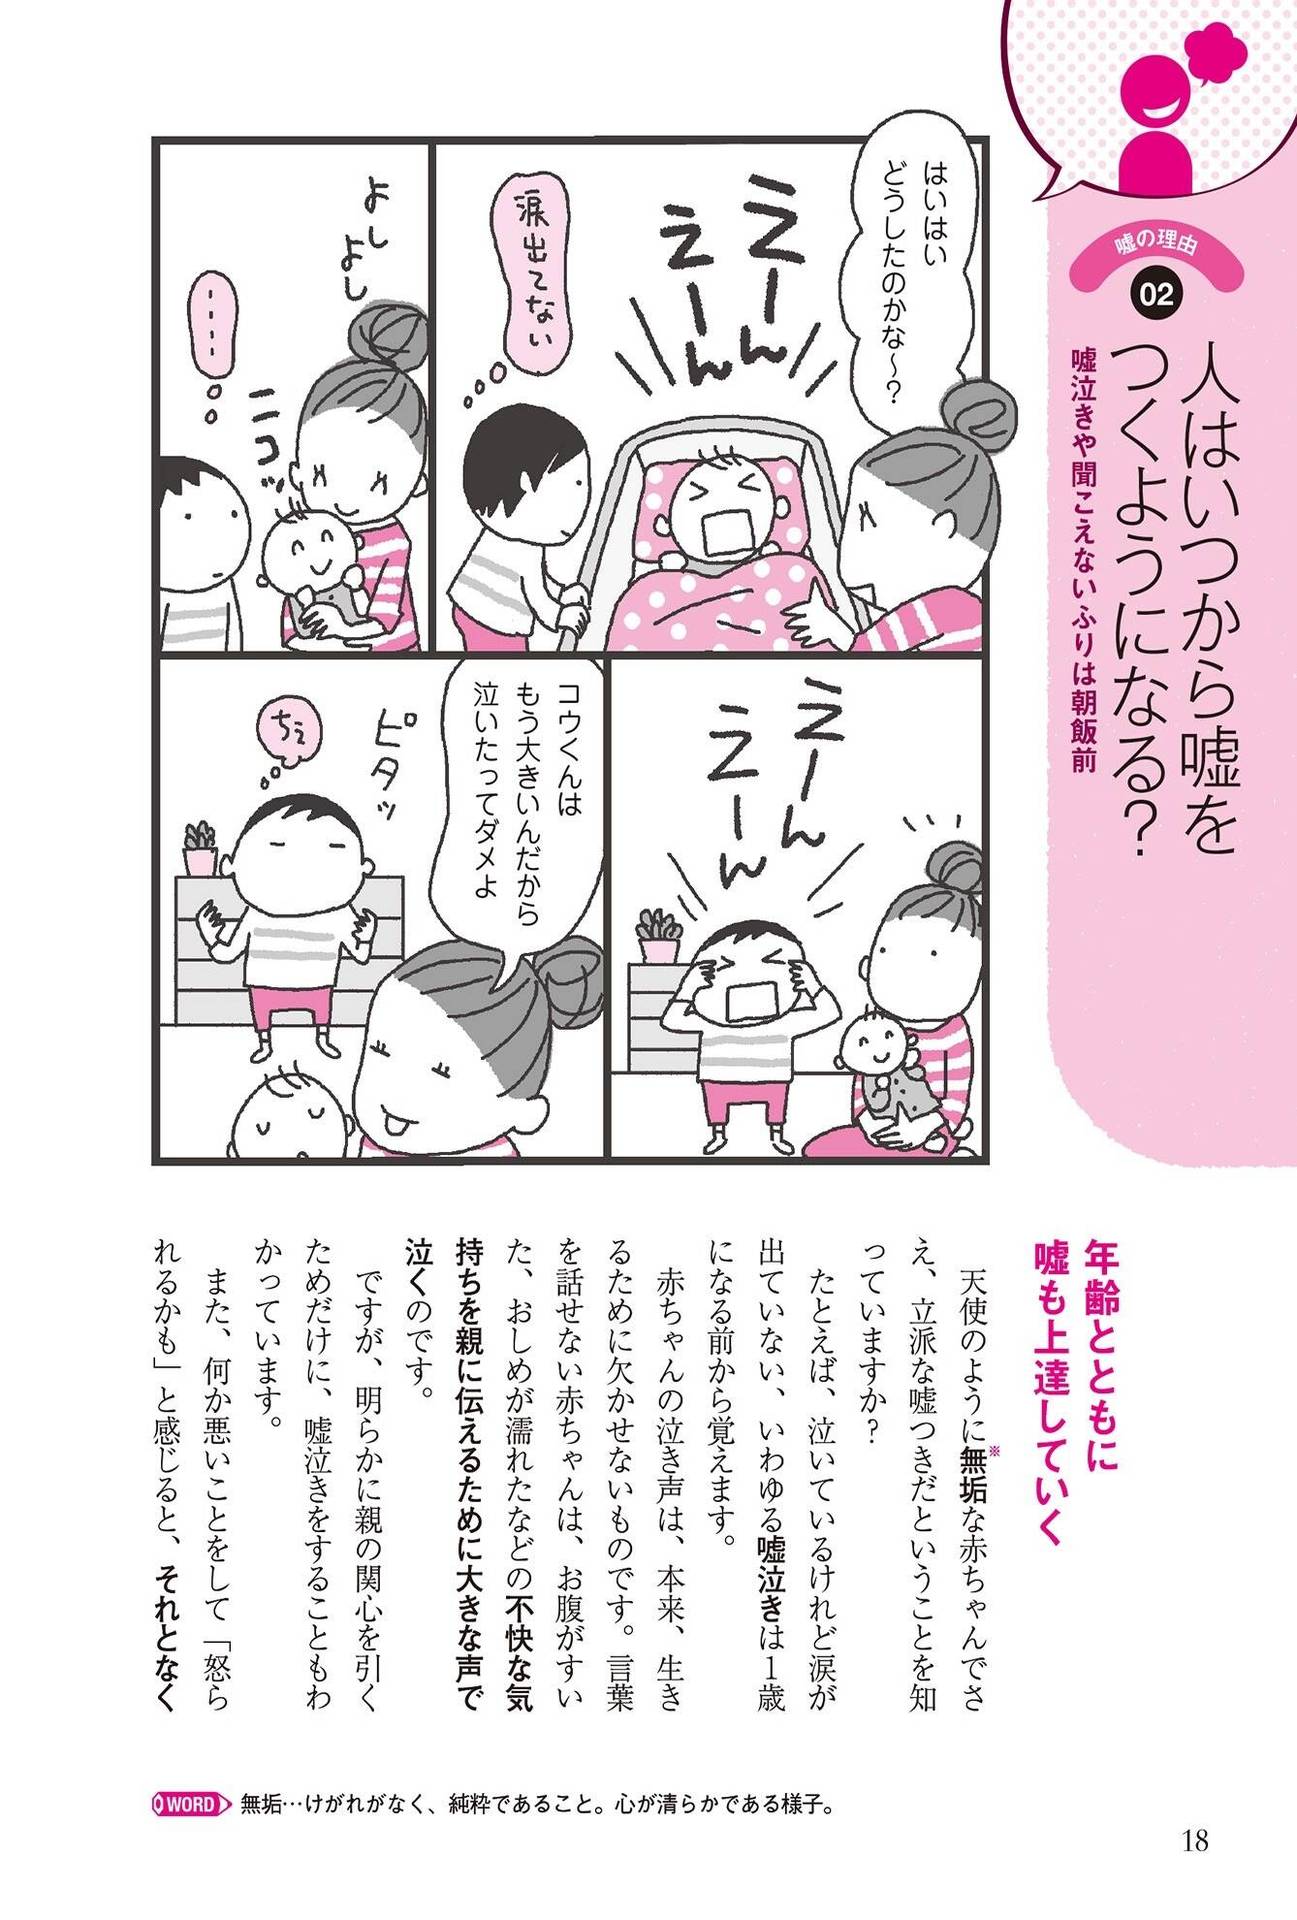 嘘の理由
02
人はいつから嘘を
つくようになる?
嘘泣きや聞こえないふりは朝飯前
はいはい
どうしたのかな〜?
えーん
えーん
涙出てない
よし
よし
ニコッ
……
えーん
えーん
コウくんは
もう大きいんだから
泣いたってダメよ
ピタッ
ちぇ
年齢とともに
嘘も上達していく
天使のように無垢※な赤ちゃんでさ
え、立派な嘘つきだということを知
っていますか?
たとえば、泣いているけれど涙が
出ていない、いわゆる嘘泣きは1歳
になる前から覚えます。
赤ちゃんの泣き声は、本来、生き
るために欠かせないものです。言葉
を話せない赤ちゃんは、お腹がすい
た、おしめが濡れたなどの不快な気
持ちを親に伝えるために大きな声で
泣くのです。
ですが、明らかに親の関心を引く
ためだけに、嘘泣きをすることもわ
かっています。
また、何か悪いことをして「怒ら
れるかも」と感じると、それとなく
WORD 無垢…けがれがなく、純粋であること。心が清らかである様子。
18